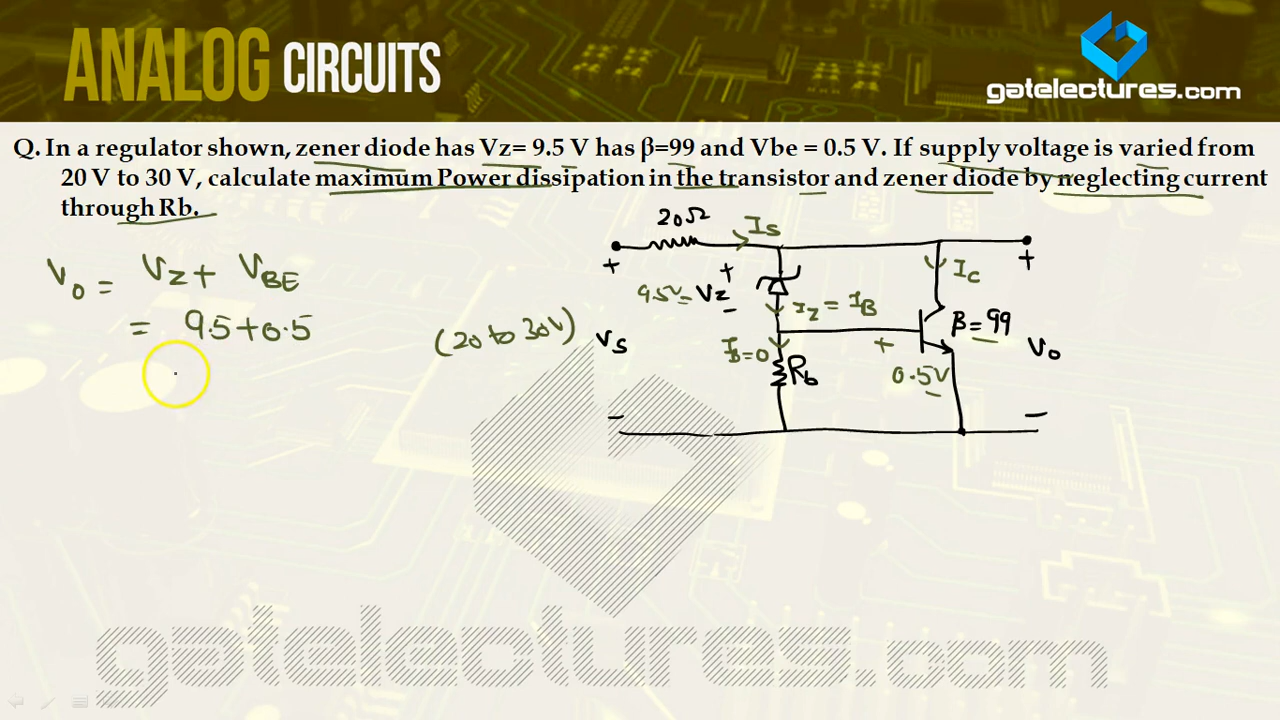 ANALOG CIRCUITS
gatelectures.com
Q. In a regulator shown, zener diode has Vz= 9.5 V has β=99 and Vbe = 0.5 V. If supply voltage is varied from
20 V to 30 V, calculate maximum Power dissipation in the transistor and zener diode by neglecting current
through Rb.
20Ω
Is
+
+
+
Ic
9.5V= Vz
-
Iz = IB
β= 99
V0 = Vz + VBE
= 9.5+0.5
(20 to 30V)
Vs
IB=0
+
V0
Rb
0.5V
-
-
-
gatelectures.com